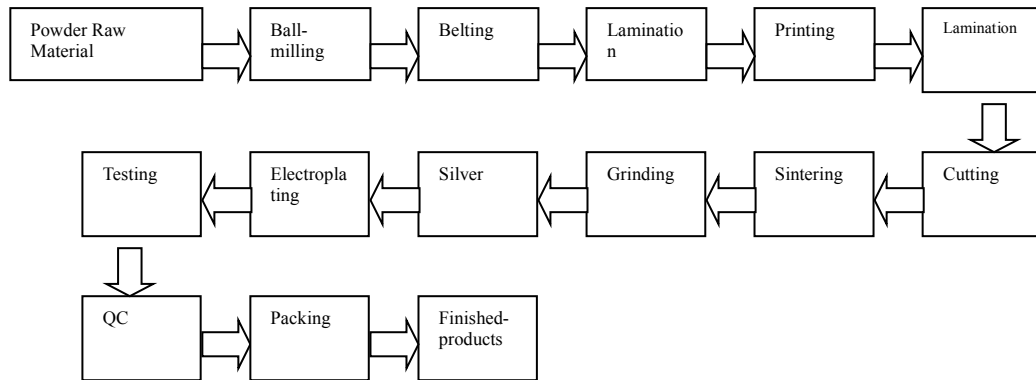 Powder Raw
Material
Ball-
milling
Belting
Laminatio
n
Printing
Lamination
Cutting
Sintering
Grinding
Silver
Electropla
ting
Testing
QC
Packing
Finished-
products